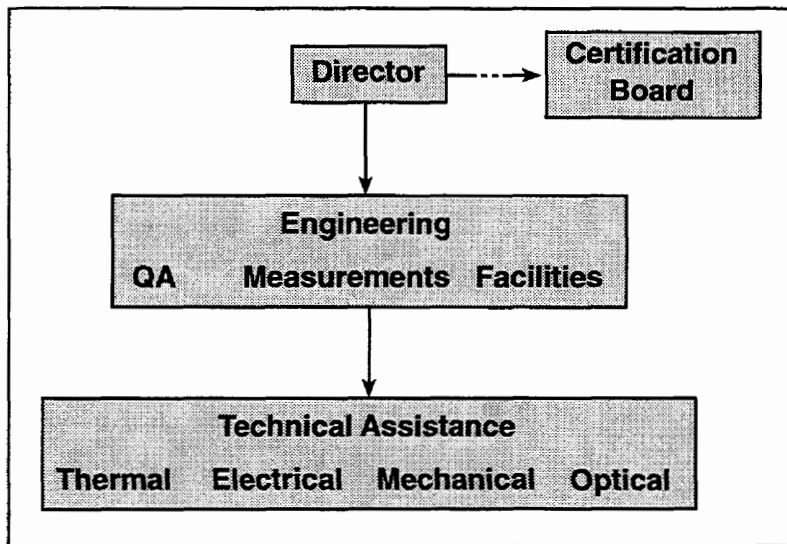 Director
Certification
Board
Engineering
QA Measurements Facilities
Technical Assistance
Thermal Electrical Mechanical Optical